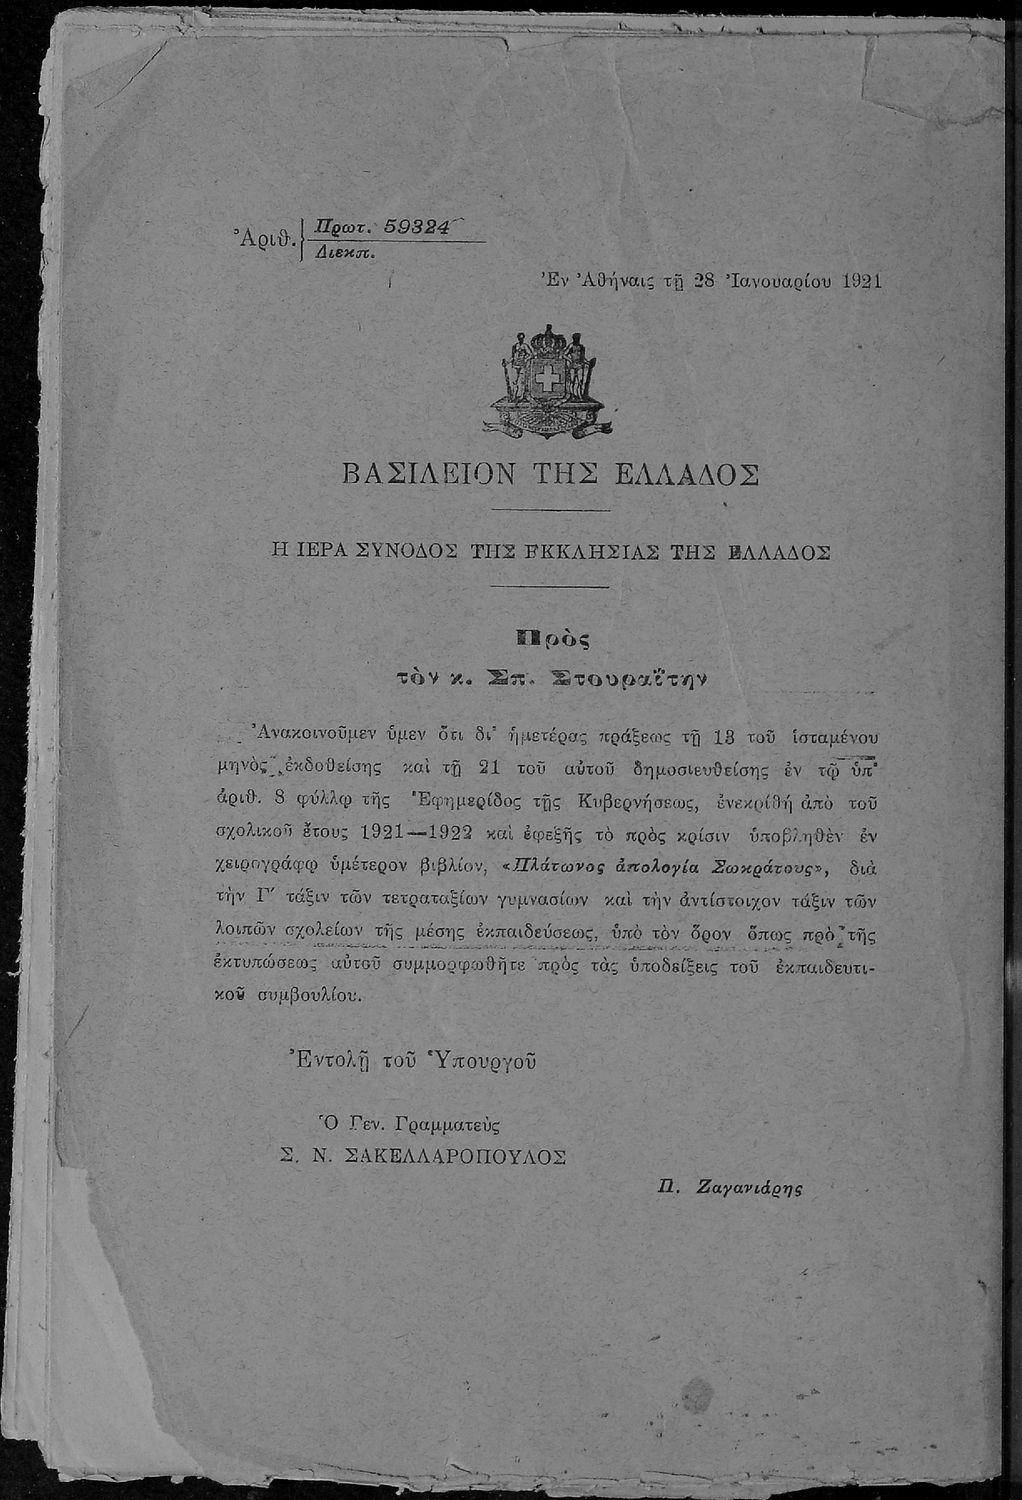 Ἀριθ. Πρωτ. 59324
Διεκπ.
Ἐν Ἀθήναις τῇ 28 Ἰανουαρίου 1921
ΒΑΣΙΛΕΙΟΝ ΤΗΣ ΕΛΛΑΔΟΣ
Η ΙΕΡΑ ΣΥΝΟΔΟΣ ΤΗΣ ΕΚΚΛΗΣΙΑΣ ΤΗΣ ΕΛΛΑΔΟΣ
Πρὸς
τὸν κ. Σπ. Στουραΐτην
Ἀνακοινοῦμεν ὑμεν ὅτι δι' ἡμετέρας πράξεως τῇ 13 τοῦ ἱσταμένου
μηνὸς ἐκδοθείσης καὶ τῇ 21 τοῦ αὐτοῦ δημοσιευθείσης ἐν τῷ ὑπ'
ἀριθ. 8 φύλλῳ τῆς Ἐφημερίδος τῆς Κυβερνήσεως, ἐνεκρίθη ἀπὸ τοῦ
σχολικοῦ ἔτους 1921—1922 καὶ ἐφεξῆς τὸ πρὸς κρίσιν ὑποβληθὲν ἐν
χειρογράφῳ ὑμέτερον βιβλίον, «Πλάτωνος ἀπολογία Σωκράτους», διὰ
τὴν Γ' τάξιν τῶν τετραταξίων γυμνασίων καὶ τὴν ἀντίστοιχον τάξιν τῶν
λοιπῶν σχολείων τῆς μέσης ἐκπαιδεύσεως, ὑπὸ τὸν ὅρον ὅπως πρὸ τῆς
ἐκτυπώσεως αὐτοῦ συμμορφωθῆτε πρὸς τὰς ὑποδείξεις τοῦ ἐκπαιδευτι-
κοῦ συμβουλίου.
Ἐντολῇ τοῦ Ὑπουργοῦ
Ὁ Γεν. Γραμματεὺς
Σ. Ν. ΣΑΚΕΛΛΑΡΟΠΟΥΛΟΣ
Π. Ζαγανιάρης